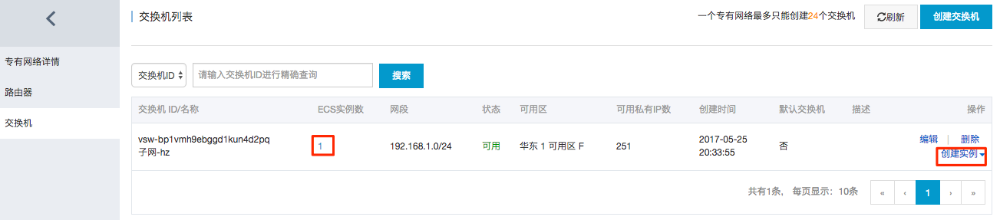 交换机列表
一个专有网络最多只能创建24个交换机
刷新
创建交换机
专有网络详情
路由器
交换机
交换机ID
请输入交换机ID进行精确查询
搜索
交换机 ID/名称 ECS实例数 网段 状态 可用区 可用私有IP数 创建时间 默认交换机 描述 操作
vsw-bp1vmh9ebggd1kun4d2pq
子网-hz
1
192.168.1.0/24
可用
华东 1 可用区 F
251
2017-05-25
20:33:55
否
编辑 | 删除
创建实例
共有1条, 每页显示:10条
« ‹ 1 › »